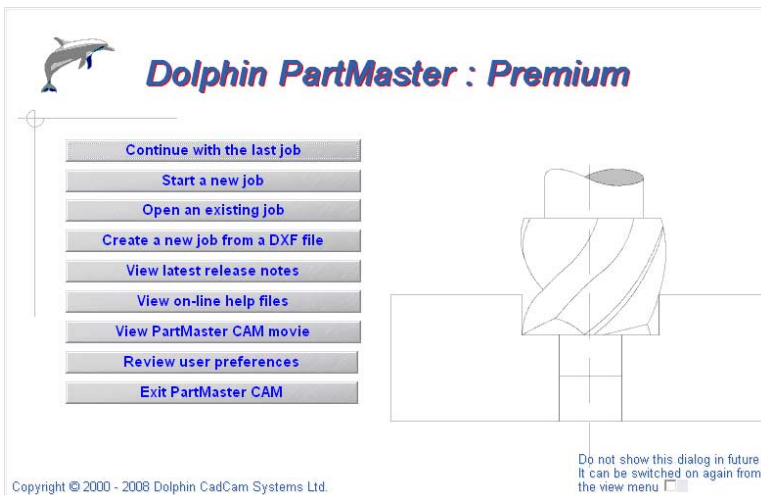 Dolphin PartMaster : Premium
Continue with the last job
Start a new job
Open an existing job
Create a new job from a DXF file
View latest release notes
View on-line help files
View PartMaster CAM movie
Review user preferences
Exit PartMaster CAM
Do not show this dialog in future
It can be switched on again from
the view menu
Copyright © 2000 - 2008 Dolphin CadCam Systems Ltd.